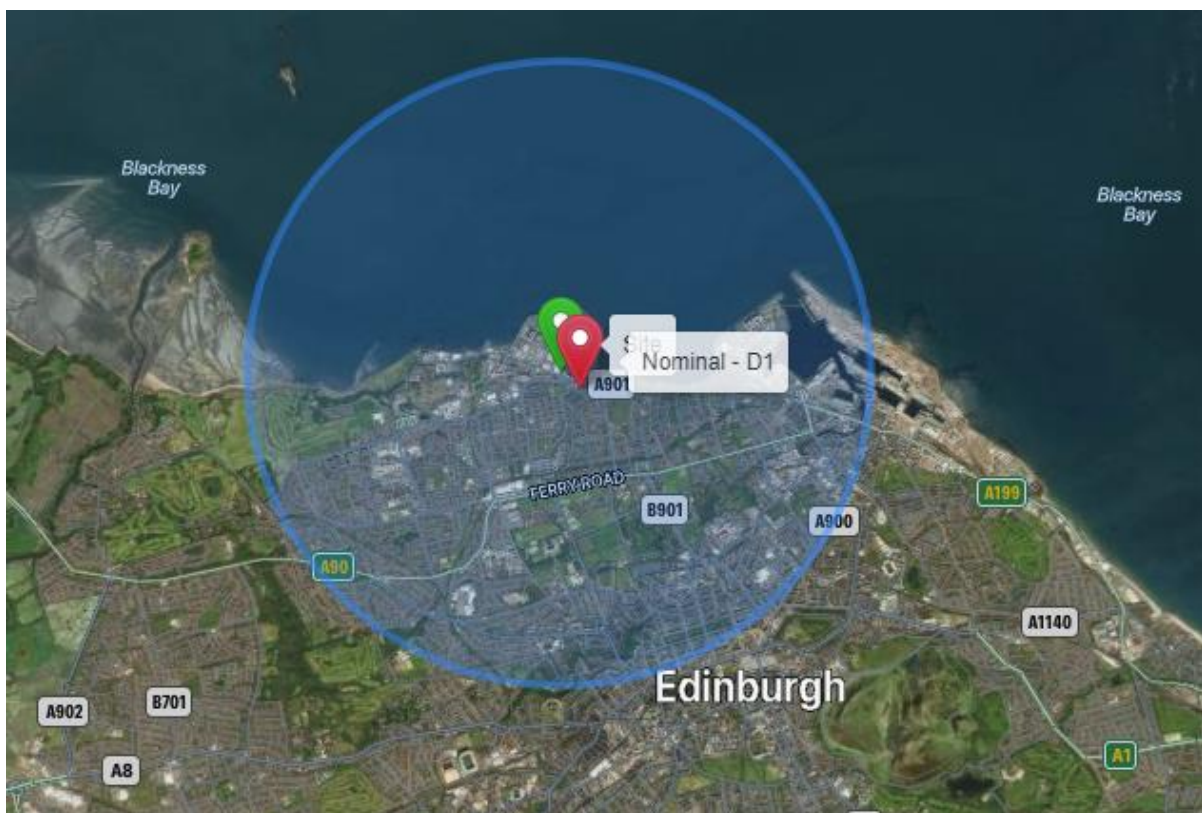 Blackness
Bay
Blackness
Bay
Site
Nominal - D1
A901
FERRY ROAD
A199
B901
A900
A90
A1140
Edinburgh
B701
A902
A1
A8